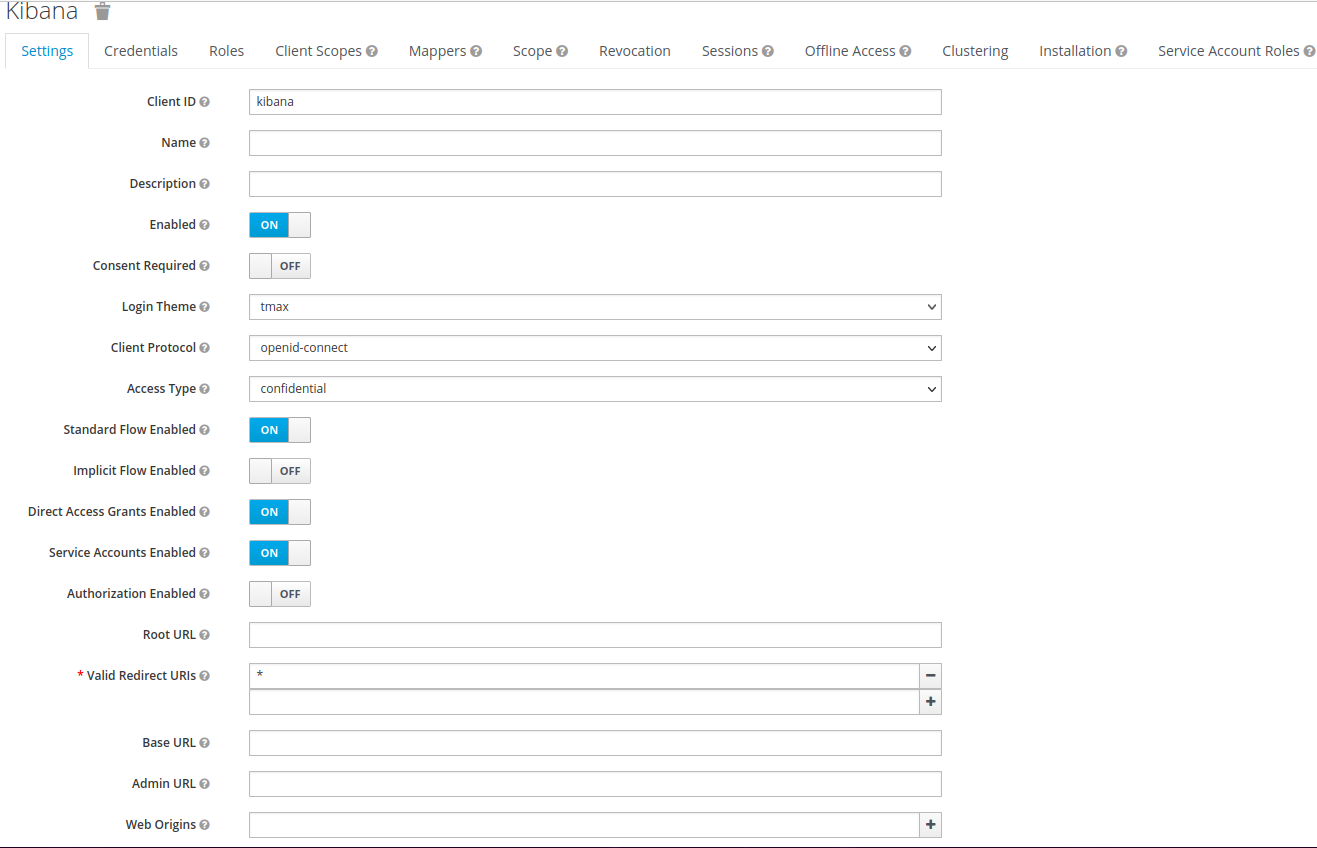 Kibana
Settings Credentials Roles Client Scopes Mappers Scope Revocation Sessions Offline Access Clustering Installation Service Account Roles
Client ID kibana
Name
Description
Enabled ON
Consent Required OFF
Login Theme tmax
Client Protocol openid-connect
Access Type confidential
Standard Flow Enabled ON
Implicit Flow Enabled OFF
Direct Access Grants Enabled ON
Service Accounts Enabled ON
Authorization Enabled OFF
Root URL
* Valid Redirect URIs *
Base URL
Admin URL
Web Origins